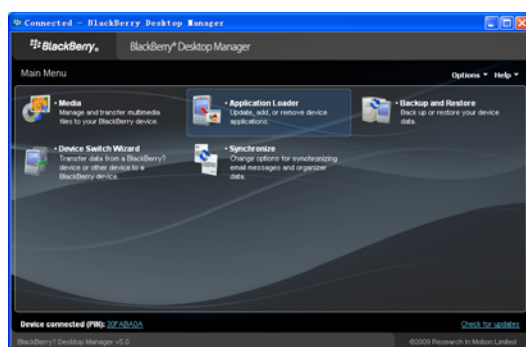 Connected - BlackBerry Desktop Manager
BlackBerry® BlackBerry® Desktop Manager
Main Menu
Options Help
Media
Manage and transfer multimedia
files to your BlackBerry device.
Application Loader
Update, add, or remove device
applications.
Backup and Restore
Back up or restore your device
data.
Device Switch
Wizard
Transfer data from a BlackBerry?
device or other device to a
BlackBerry device.
Synchronize
Change options for synchronizing
email messages and organizer
data.
Device connected (PIN): 20FABA0A
Check for updates
BlackBerry? Desktop Manager v5.0
©2009 Research In Motion Limited